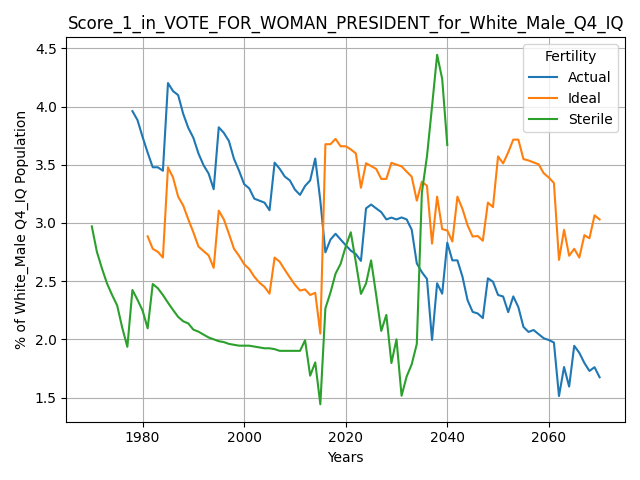 Score_1_in_VOTE_FOR_WOMAN_PRESIDENT_for_White_Male_Q4_IQ
% of White_Male Q4_IQ Population
4.5
4.0
3.5
3.0
2.5
2.0
1.5
Fertility
Actual
Ideal
Sterile
1980 2000 2020 2040 2060
Years